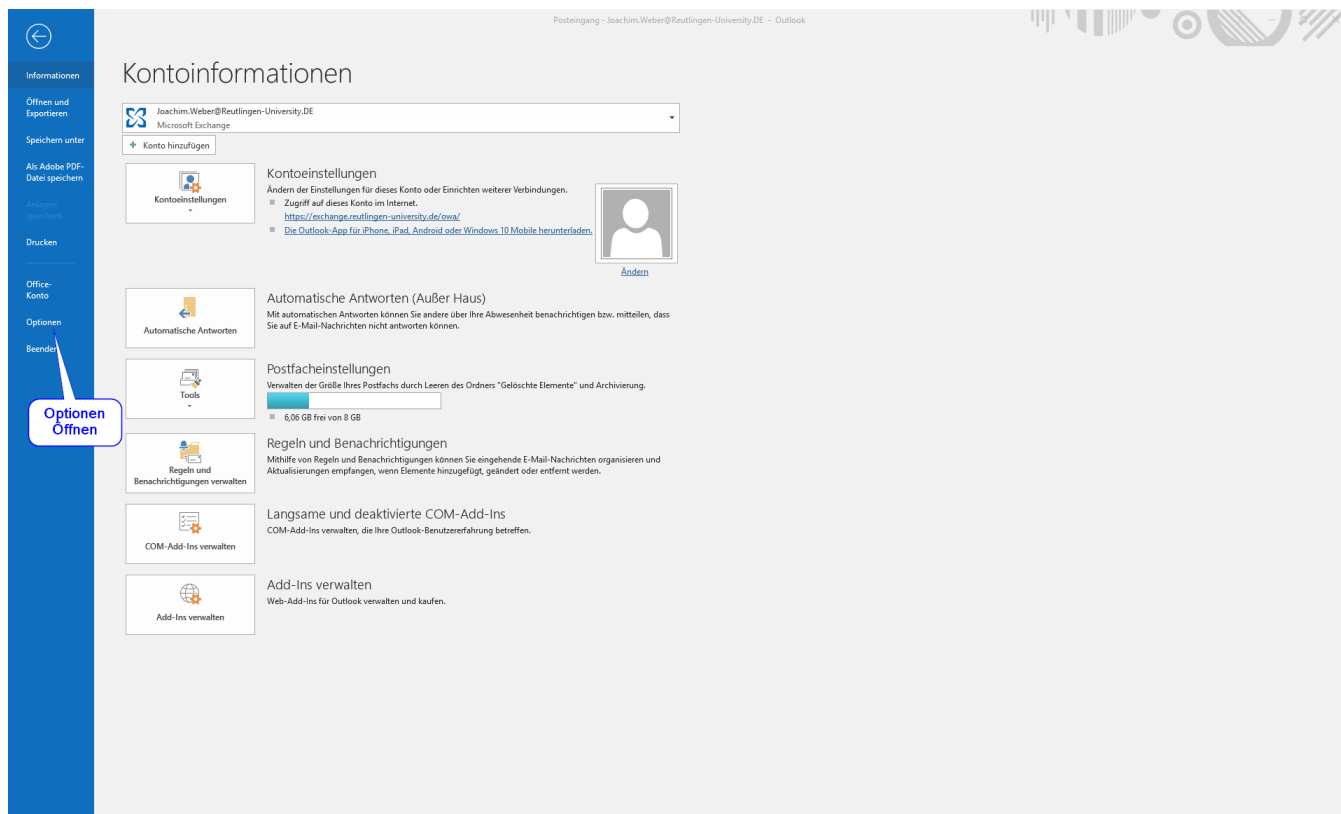 Posteingang - Joachim.Weber@Reutlingen-University.DE - Outlook
Informationen
Öffnen und
Exportieren
Speichern unter
Als Adobe PDF-
Datei speichern
Anlagen
speichern
Drucken
Office-
Konto
Optionen
Beenden
Optionen
Öffnen
Kontoinformationen
Joachim.Weber@Reutlingen-University.DE
Microsoft Exchange
Konto hinzufügen
Kontoeinstellungen
Kontoeinstellungen
Ändern der Einstellungen für dieses Konto oder Einrichten weiterer Verbindungen.
Zugriff auf dieses Konto im Internet.
https://exchange.reutlingen-university.de/owa/
Die Outlook-App für iPhone, iPad, Android oder Windows 10 Mobile herunterladen.
Ändern
Automatische Antworten
Automatische Antworten (Außer Haus)
Mit automatischen Antworten können Sie andere über Ihre Abwesenheit benachrichtigen bzw. mitteilen, dass
Sie auf E-Mail-Nachrichten nicht antworten können.
Tools
Postfacheinstellungen
Verwalten der Größe Ihres Postfachs durch Leeren des Ordners "Gelöschte Elemente" und Archivierung.
6,06 GB frei von 8 GB
Regeln und
Benachrichtigungen verwalten
Regeln und Benachrichtigungen
Mithilfe von Regeln und Benachrichtigungen können Sie eingehende E-Mail-Nachrichten organisieren und
Aktualisierungen empfangen, wenn Elemente hinzugefügt, geändert oder entfernt werden.
COM-Add-Ins verwalten
Langsame und deaktivierte COM-Add-Ins
COM-Add-Ins verwalten, die Ihre Outlook-Benutzererfahrung betreffen.
Add-Ins verwalten
Add-Ins verwalten
Web-Add-Ins für Outlook verwalten und kaufen.